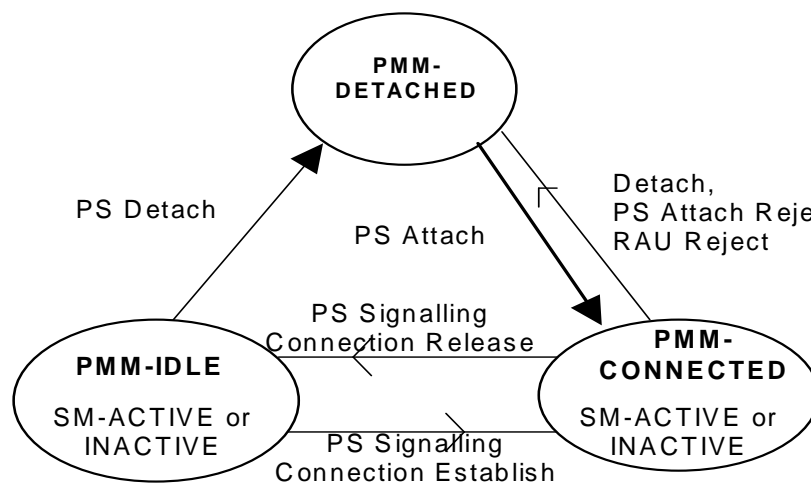 PMM-
DETACHED
PS Detach
PS Attach
Detach,
PS Attach Reje
RAU Reject
PS Signalling
Connection Release
PMM-IDLE
SM-ACTIVE or
INACTIVE
PMM-
CONNECTED
SM-ACTIVE or
INACTIVE
PS Signalling
Connection Establish